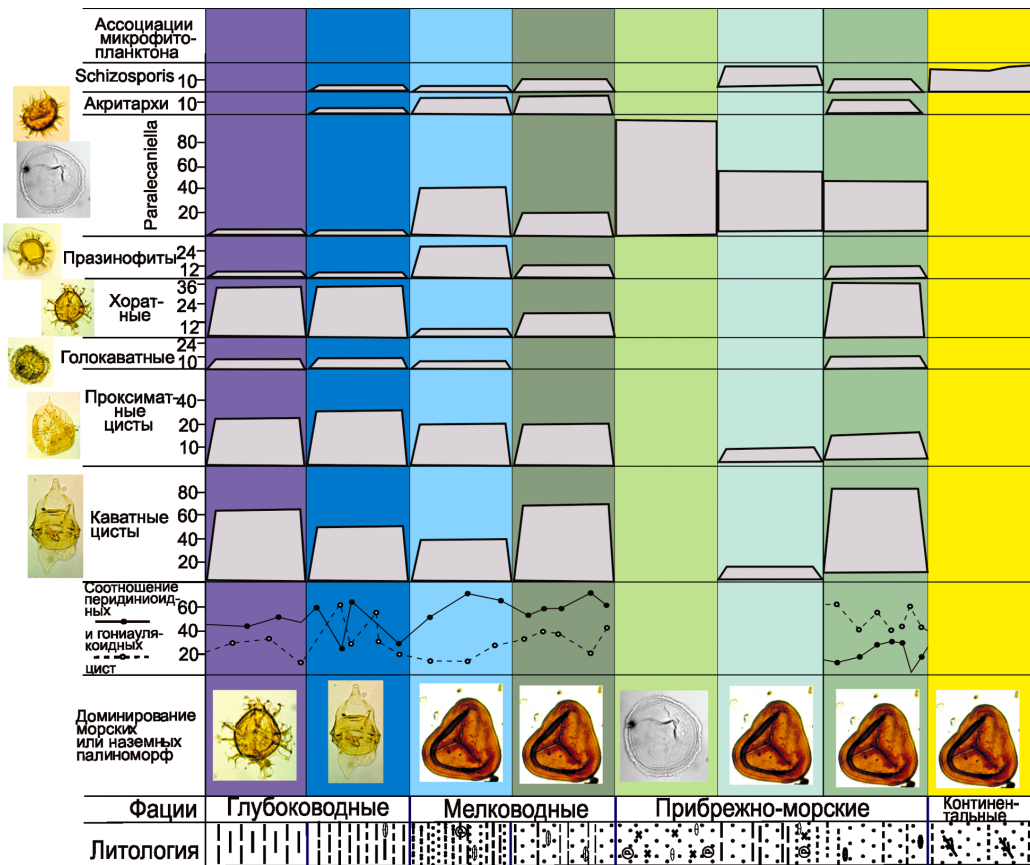 Ассоциации
микрофито-
планктона
Schizosporis 10
Акритархи 10
Paralecaniella
80
60
40
20
Празинофиты 24
12
Хорат-
ные
36
24
12
Голокаватные
24
10
Проксимат-
ные
цисты
40
20
10
Каватные
цисты
80
60
40
20
Соотношение
перидиниоид-
ных
и гониауля-
коидных
цист
60
40
20
Доминирование
морских
или наземных
палиноморф
Фации Глубоководные Мелководные Прибрежно-морские Континен-
тальные
Литология